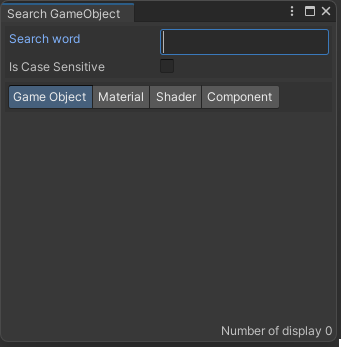 Search GameObject
Search word
Is Case Sensitive
Game Object Material Shader Component
Number of display 0